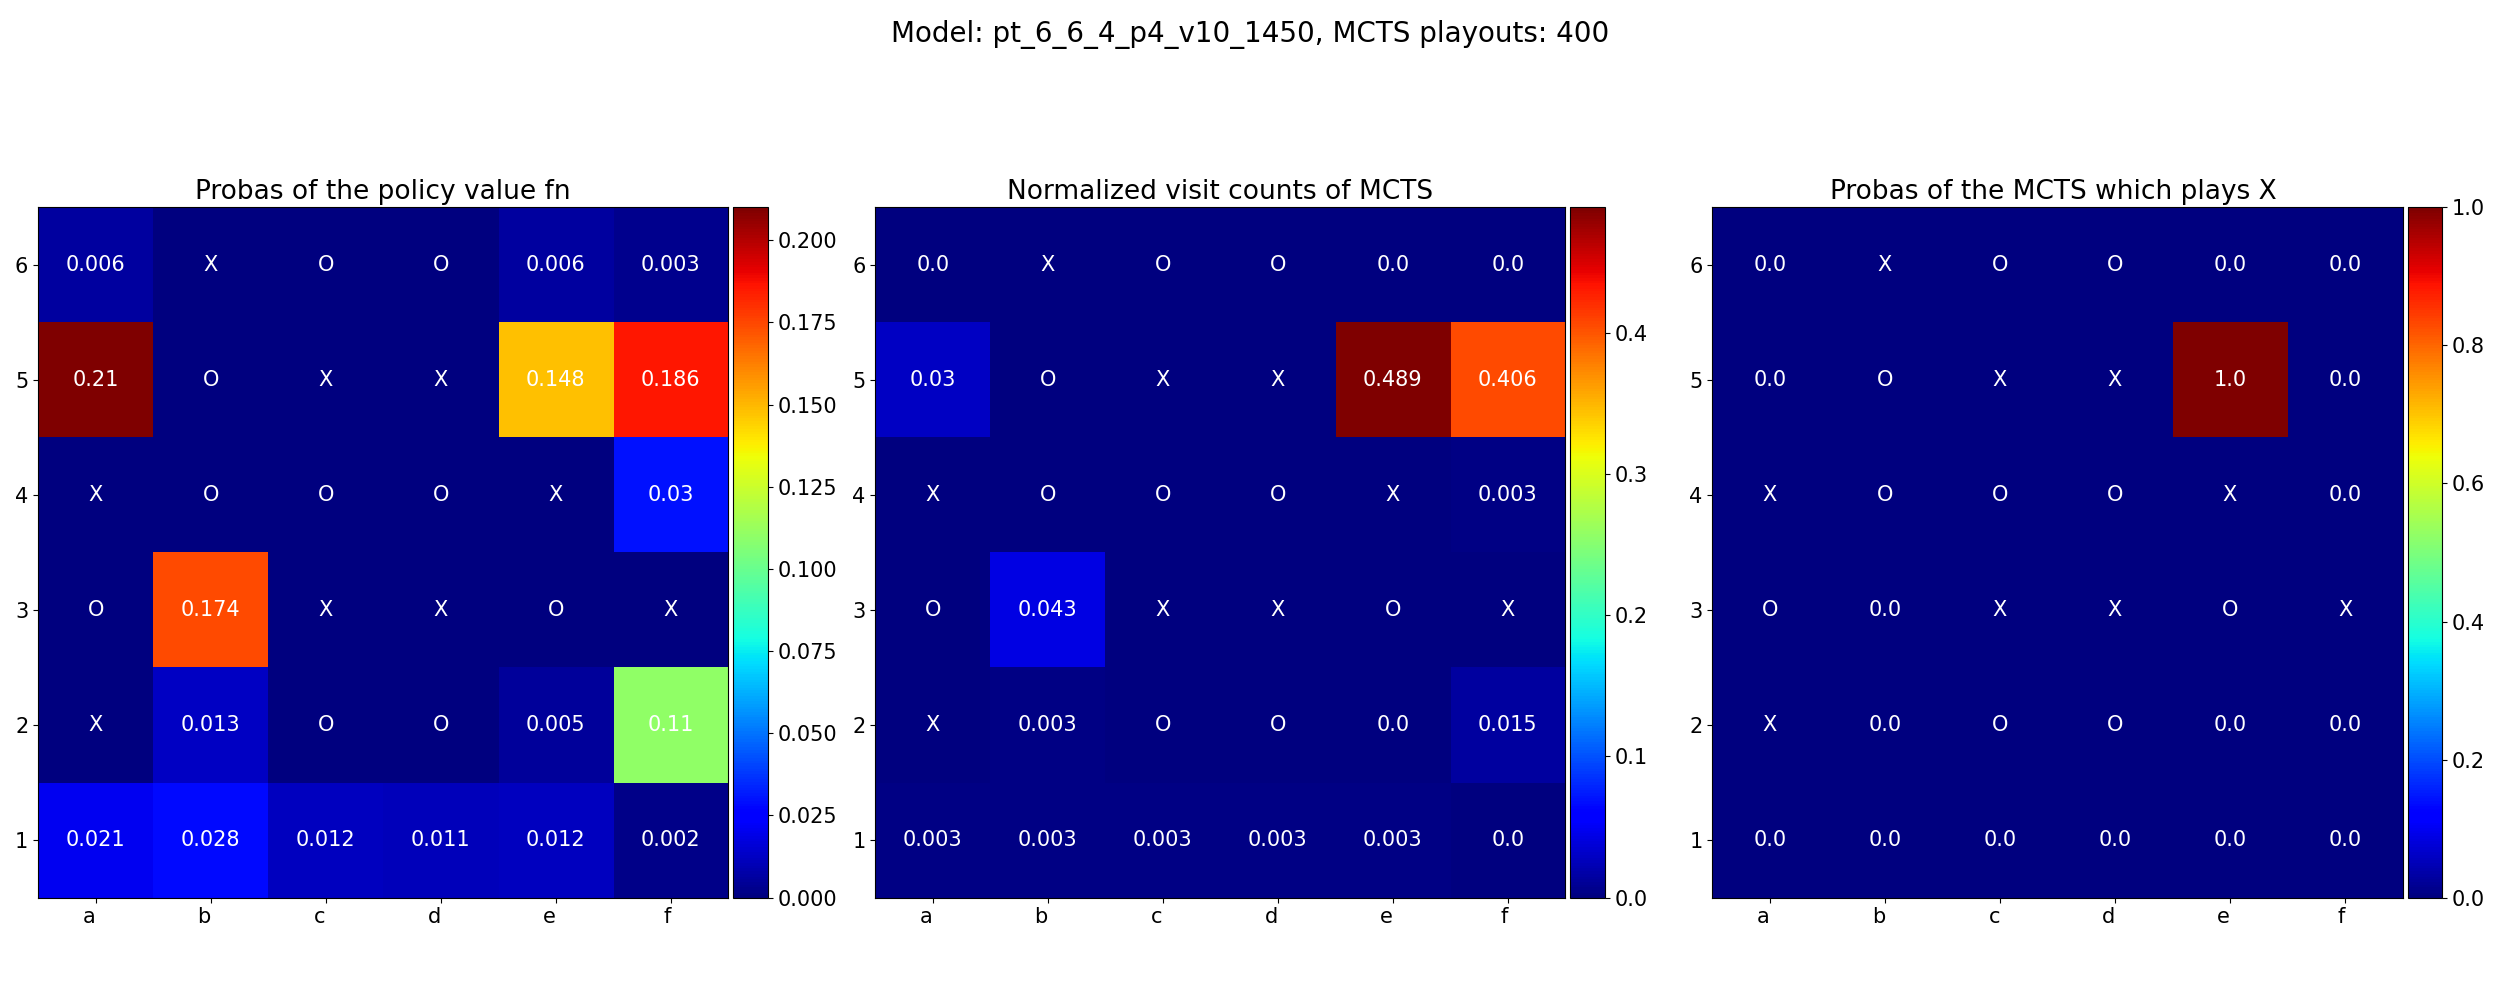 Model: pt_6_6_4_p4_v10_1450, MCTS playouts: 400
Probas of the policy value fn
6 0.006 X O O 0.006 0.003
5 0.21 O X X 0.148 0.186
4 X O O O X 0.03
3 O 0.174 X X O X
2 X 0.013 O O 0.005 0.11
1 0.021 0.028 0.012 0.011 0.012 0.002
a b c d e f
0.200
0.175
0.150
0.125
0.100
0.075
0.050
0.025
0.000
Normalized visit counts of MCTS
6 0.0 X O O 0.0 0.0
5 0.03 O X X 0.489 0.406
4 X O O O X 0.003
3 O 0.043 X X O X
2 X 0.003 O O 0.0 0.015
1 0.003 0.003 0.003 0.003 0.003 0.0
a b c d e f
0.4
0.3
0.2
0.1
0.0
Probas of the MCTS which plays X
6 0.0 X O O 0.0 0.0
5 0.0 O X X 1.0 0.0
4 X O O O X 0.0
3 O 0.0 X X O X
2 X 0.0 O O 0.0 0.0
1 0.0 0.0 0.0 0.0 0.0 0.0
a b c d e f
1.0
0.8
0.6
0.4
0.2
0.0